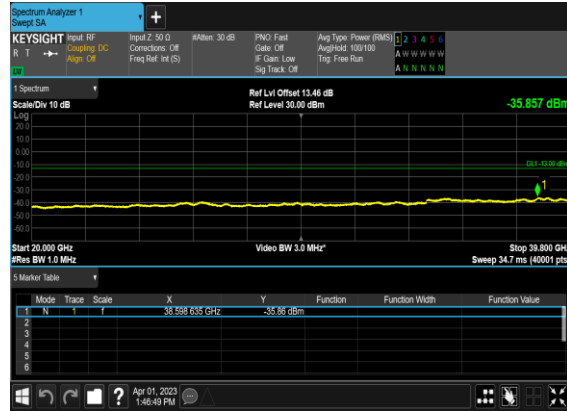 Spectrum Analyzer 1
Swept SA
+
KEYSIGHT Input: RF Input Z: 50 Ω #Atten: 30 dB PNO: Fast Avg Type: Power (RMS) 1 2 3 4 5 6
R T Coupling: DC Corrections: Off Gate: Off Avg|Hold: 100/100 A W W W W W
Align: Off Freq Ref: Int (S) IF Gain: Low Trig: Free Run
Sig Track: Off A N N N N N
1 Spectrum
Ref Lvl Offset 13.46 dB
Scale/Div 10 dB Ref Level 30.00 dBm -35.857 dBm
Log
20.0
10.0
0.00
-10.0
DL1 -13.00 dBm
-20.0
1
-30.0
-40.0
-50.0
-60.0
Start 20.000 GHz Video BW 3.0 MHz* Stop 39.800 GHz
#Res BW 1.0 MHz Sweep 34.7 ms (40001 pts
5 Marker Table
Mode Trace Scale X Y Function Function Width Function Value
1 N 1 f 38.598 635 GHz -35.86 dBm
2
3
4
5
6
? Apr 01, 2023
1:46:49 PM